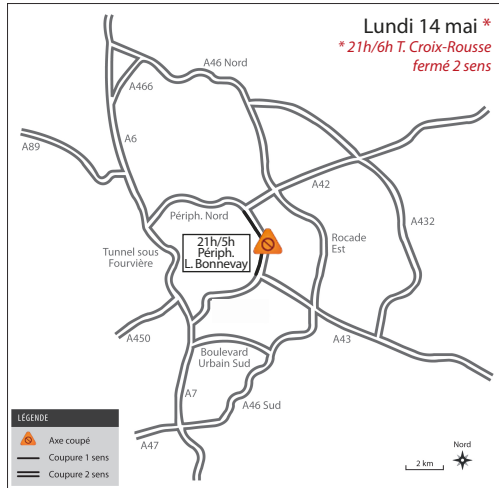 Lundi 14 mai *
* 21h/6h T. Croix-Rousse
fermé 2 sens
A46 Nord
A466
A6
A89
A42
Périph. Nord
A432
21h/5h
Périph.
L. Bonnevay
Rocade
Est
Tunnel sous
Fourvière
A450
A43
Boulevard
Urbain Sud
A7
A46 Sud
A47
LÉGENDE
Axe coupé
Coupure 1 sens
Coupure 2 sens
Nord
2 km